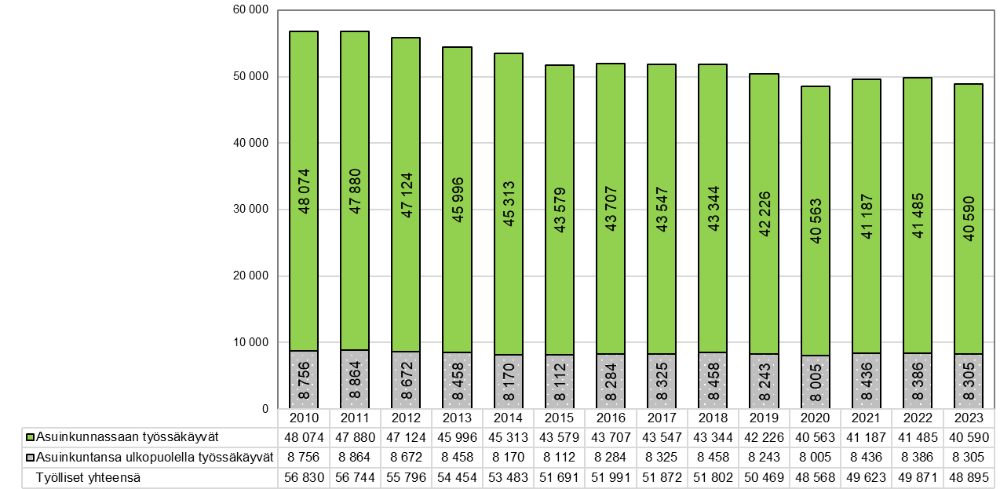 60 000
50 000
40 000
30 000
20 000
10 000
0
48 074 47 880 47 124 45 996 45 313 43 579 43 707 43 547 43 344 42 226 40 563 41 187 41 485 40 590
8 756 8 864 8 672 8 458 8 170 8 112 8 284 8 325 8 458 8 243 8 005 8 436 8 386 8 305
2010 2011 2012 2013 2014 2015 2016 2017 2018 2019 2020 2021 2022 2023
Asuinkunnassaan työssäkäyvät 48 074 47 880 47 124 45 996 45 313 43 579 43 707 43 547 43 344 42 226 40 563 41 187 41 485 40 590
Asuinkuntansa ulkopuolella työssäkäyvät 8 756 8 864 8 672 8 458 8 170 8 112 8 284 8 325 8 458 8 243 8 005 8 436 8 386 8 305
Työlliset yhteensä 56 830 56 744 55 796 54 454 53 483 51 691 51 991 51 872 51 802 50 469 48 568 49 623 49 871 48 895